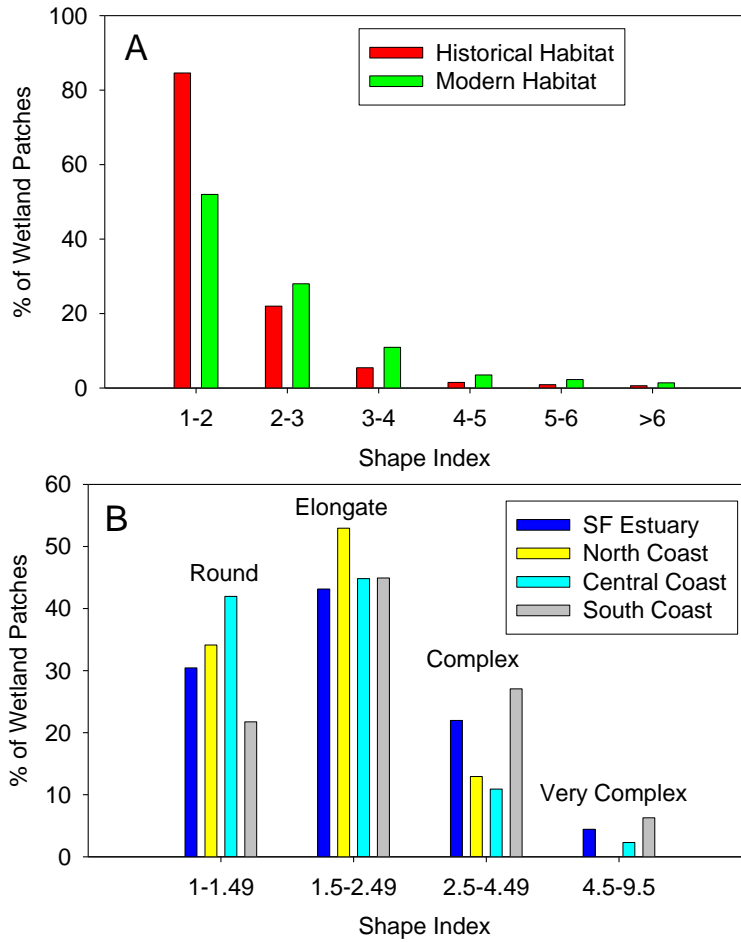 A
Historical Habitat
Modern Habitat
% of Wetland Patches
100
80
60
40
20
0
1-2 2-3 3-4 4-5 5-6 >6
Shape Index
B
SF Estuary
North Coast
Central Coast
South Coast
Round
Elongate
Complex
Very Complex
% of Wetland Patches
60
50
40
30
20
10
0
1-1.49 1.5-2.49 2.5-4.49 4.5-9.5
Shape Index